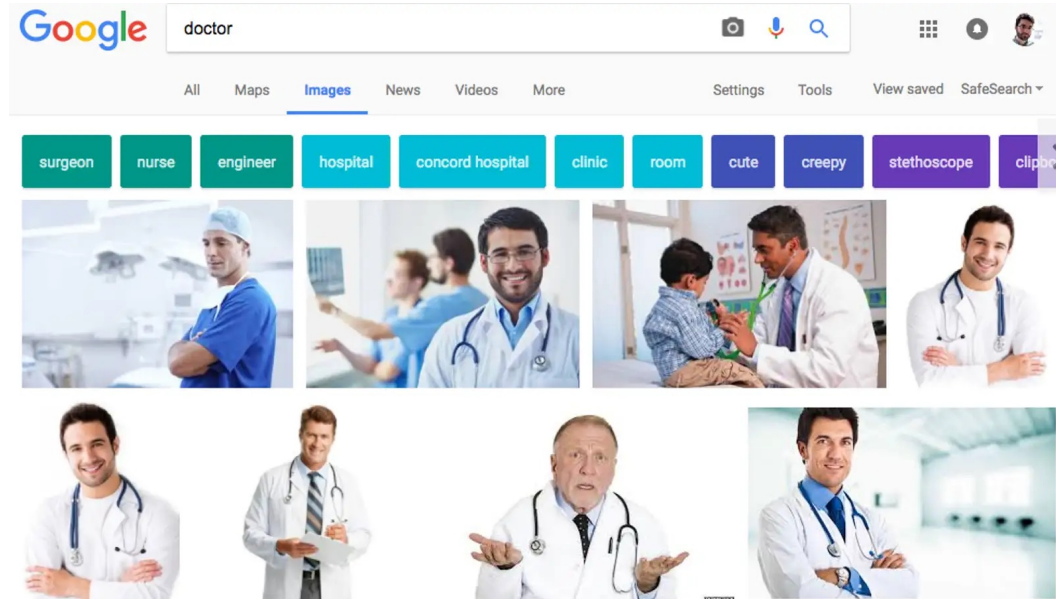 Google
doctor
All Maps Images News Videos More Settings Tools View saved SafeSearch
surgeon nurse engineer hospital concord hospital clinic room cute creepy stethoscope